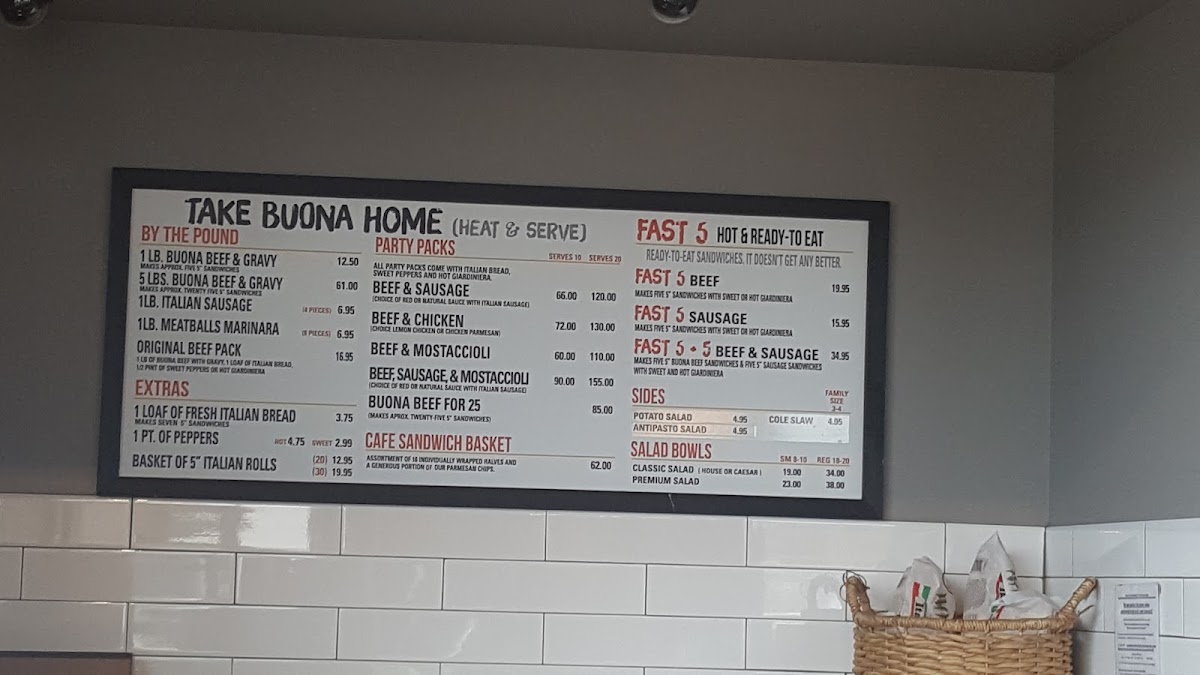 TAKE BUONA HOME (HEAT & SERVE)
BY THE POUND
1 LB. BUONA BEEF & GRAVY 12.50
MAKES APPROX. FIVE 5" SANDWICHES
5 LBS. BUONA BEEF & GRAVY 61.00
MAKES APPROX. TWENTY FIVE 5" SANDWICHES
1LB. ITALIAN SAUSAGE (4 PIECES) 6.95
1LB. MEATBALLS MARINARA (8 PIECES) 6.95
ORIGINAL BEEF PACK 16.95
1 LB OF BUONA BEEF WITH GRAVY, 1 LOAF OF ITALIAN BREAD,
1/2 PINT OF SWEET PEPPERS OR HOT GIARDINIERA
EXTRAS
1 LOAF OF FRESH ITALIAN BREAD 3.75
MAKES SEVEN 5" SANDWICHES
1 PT. OF PEPPERS HOT 4.75 SWEET 2.99
BASKET OF 5" ITALIAN ROLLS (20) 12.95
(30) 19.95
PARTY PACKS SERVES 10 SERVES 20
ALL PARTY PACKS COME WITH ITALIAN BREAD,
SWEET PEPPERS AND HOT GIARDINIERA.
BEEF & SAUSAGE 66.00 120.00
(CHOICE OF RED OR NATURAL SAUCE WITH ITALIAN SAUSAGE)
BEEF & CHICKEN 72.00 130.00
(CHOICE LEMON CHICKEN OR CHICKEN PARMESAN)
BEEF & MOSTACCIOLI 60.00 110.00
BEEF, SAUSAGE, & MOSTACCIOLI 90.00 155.00
(CHOICE OF RED OR NATURAL SAUCE WITH ITALIAN SAUSAGE)
BUONA BEEF FOR 25 85.00
(MAKES APROX. TWENTY-FIVE 5" SANDWICHES)
CAFE SANDWICH BASKET
ASSORTMENT OF 16 INDIVIDUALLY WRAPPED HALVES AND 62.00
A GENEROUS PORTION OF OUR PARMESAN CHIPS.
FAST 5 HOT & READY-TO EAT
READY-TO-EAT SANDWICHES. IT DOESN'T GET ANY BETTER.
FAST 5 BEEF 19.95
MAKES FIVE 5" SANDWICHES WITH SWEET OR HOT GIARDINIERA
FAST 5 SAUSAGE 15.95
MAKES FIVE 5" SANDWICHES WITH SWEET OR HOT GIARDINIERA
FAST 5 + 5 BEEF & SAUSAGE 34.95
MAKES FIVE 5" BUONA BEEF SANDWICHES & FIVE 5" SAUSAGE SANDWICHES
WITH SWEET AND HOT GIARDINIERA
SIDES FAMILY SIZE 3-4
POTATO SALAD 4.95 COLE SLAW 4.95
ANTIPASTO SALAD 4.95
SALAD BOWLS SM 8-10 REG 18-20
CLASSIC SALAD (HOUSE OR CAESAR) 19.00 34.00
PREMIUM SALAD 23.00 38.00